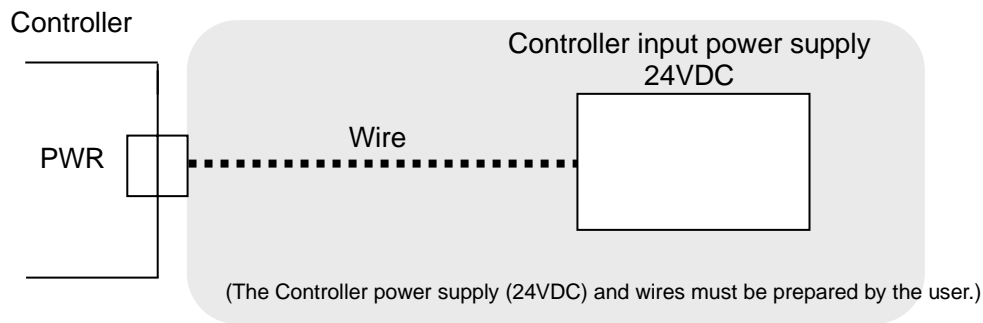 Controller
Controller input power supply
24VDC
Wire
PWR
(The Controller power supply (24VDC) and wires must be prepared by the user.)